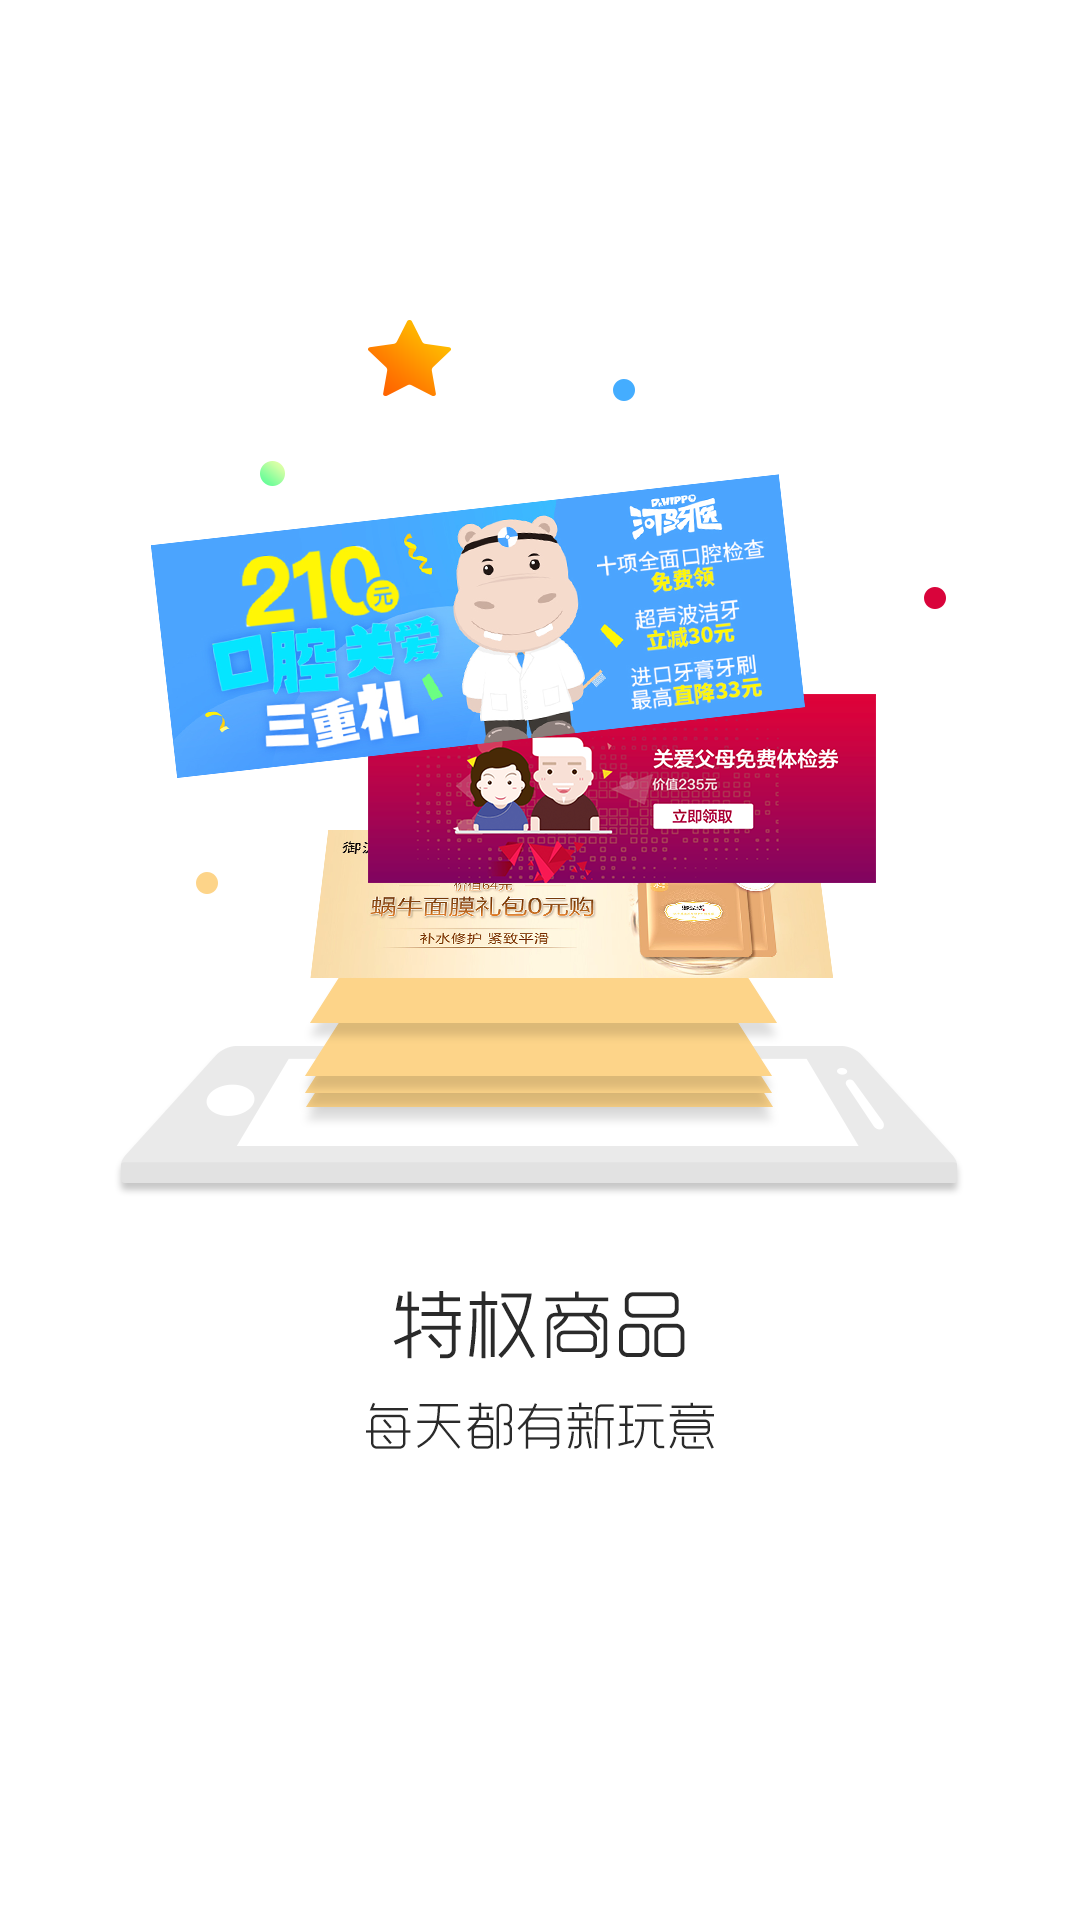 DR.HIPPO
河马牙医
210元
口腔关爱
三重礼
十项全面口腔检查
免费领
超声波洁牙
立减30元
进口牙膏牙刷
最高直降33元
关爱父母免费体检券
价值235元
立即领取
御
价值64元
蜗牛面膜礼包0元购
补水修护 紧致平滑
特权商品
每天都有新玩意